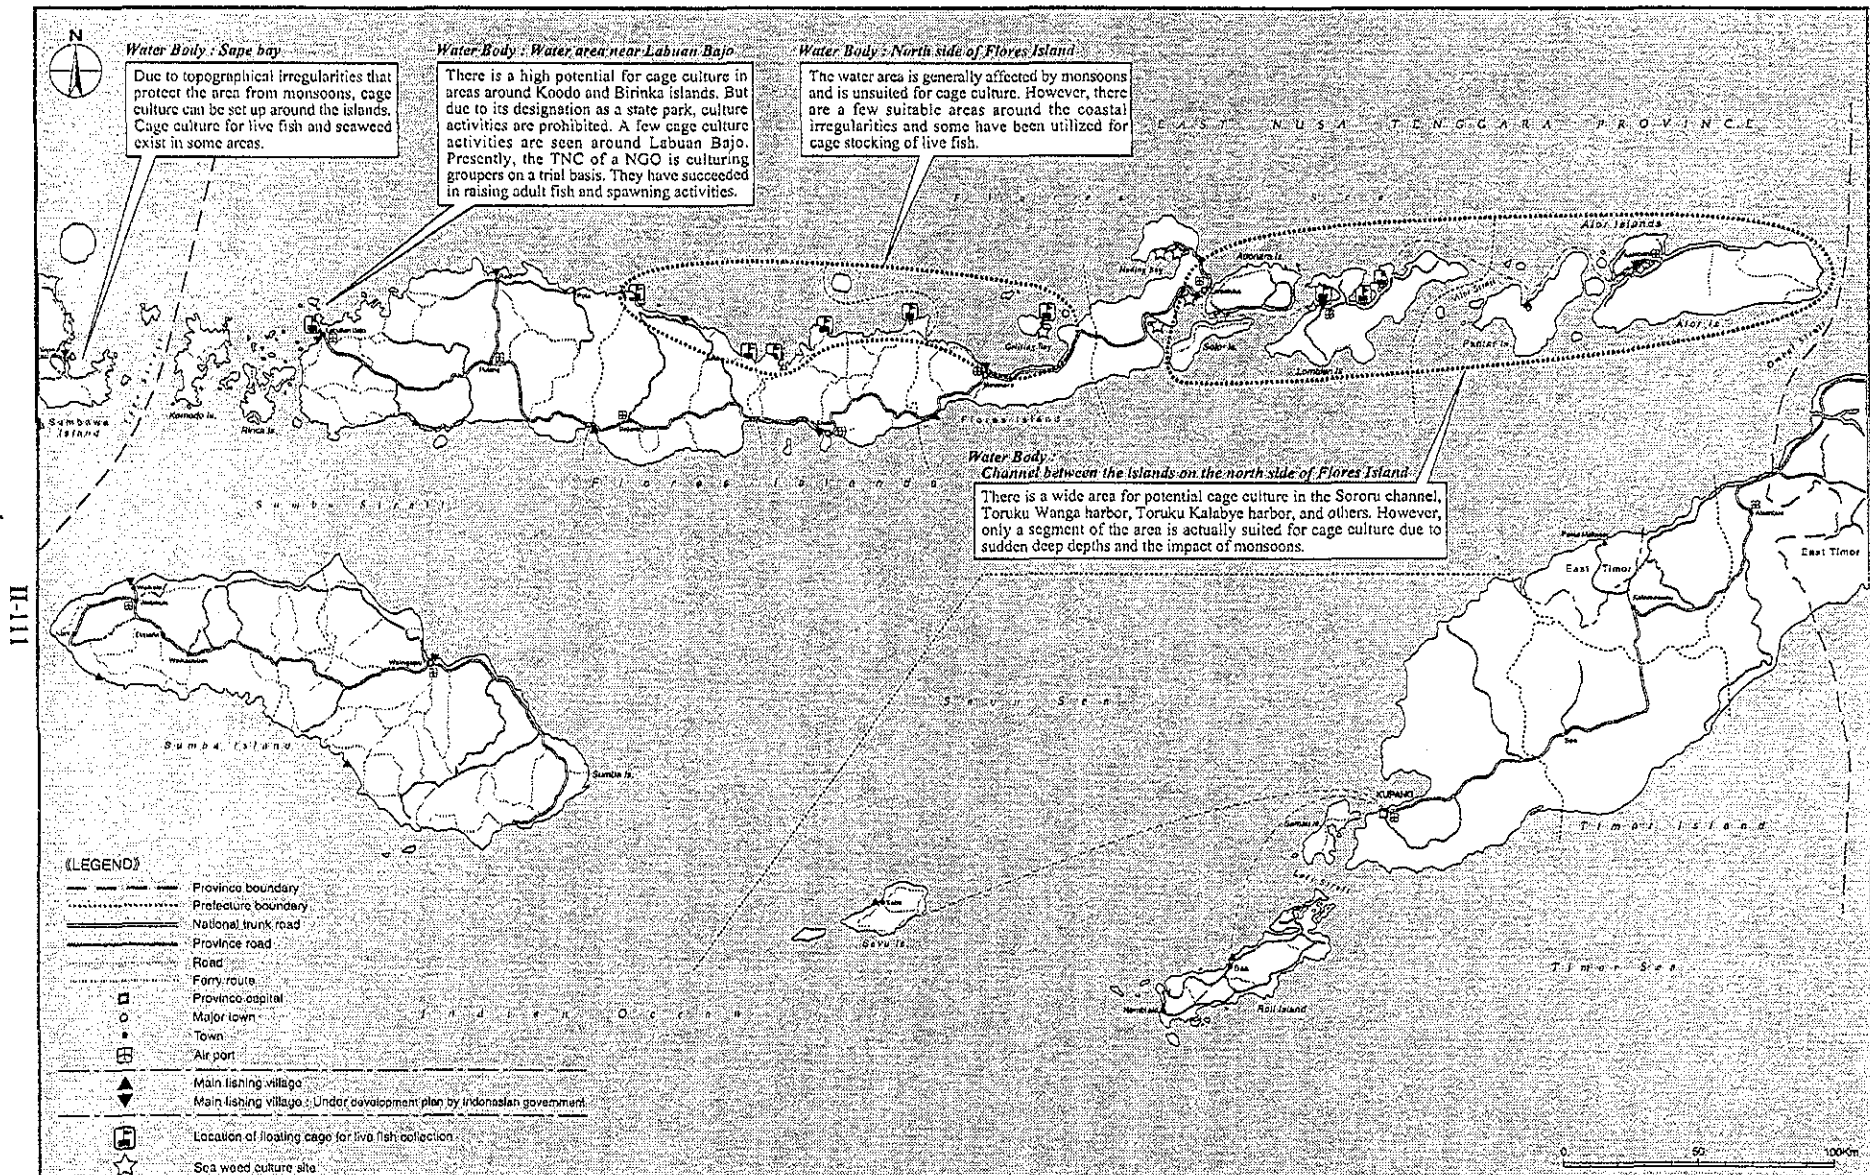 N
Water Body : Sape bay
Due to topographical irregularities that
protect the area from monsoons, cage
culture can be set up around the islands.
Cage culture for live fish and seaweed
exist in some areas.
Water Body : Water area near Labuan Bajo
There is a high potential for cage culture in
areas around Koodo and Birinka islands. But
due to its designation as a state park, culture
activities are prohibited. A few cage culture
activities are seen around Labuan Bajo.
Presently, the TNC of a NGO is culturing
groupers on a trial basis. They have succeeded
in raising adult fish and spawning activities.
Water Body : North side of Flores Island
The water area is generally affected by monsoons
and is unsuited for cage culture. However, there
are a few suitable areas around the coastal
irregularities and some have been utilized for
cage stocking of live fish.
EAST NUSA TENGGARA PROVINCE
Flores Sea
Alor Islands
Hading Bay
Adonara Is.
Labuan Bajo
Solor Is.
Lomblen Is.
Pantar Is.
Alor Is.
Komodo Is.
Rinca Is.
Sumbawa
Island
Flores Island
Flores Islands
Sumba Strait
Water Body :
Channel between the islands on the north side of Flores Island
There is a wide area for potential cage culture in the Sororu channel,
Toruku Wanga harbor, Toruku Kalabye harbor, and others. However,
only a segment of the area is actually suited for cage culture due to
sudden deep depths and the impact of monsoons.
East Timor
East Timor
II-111
Savu Sea
Sumba Island
Sumba Is.
Soe
KUPANG
Timor Island
Savu Is.
Baa
Roti Island
Timor Sea
Indian Ocean
《LEGEND》
Province boundary
Prefecture boundary
National trunk road
Province road
Road
Ferry route
Province capital
Major town
Town
Air port
Main fishing village
Main fishing village : Under development plan by Indonesian government
Location of floating cage for live fish collection
Sea weed culture site
0 50 100Km